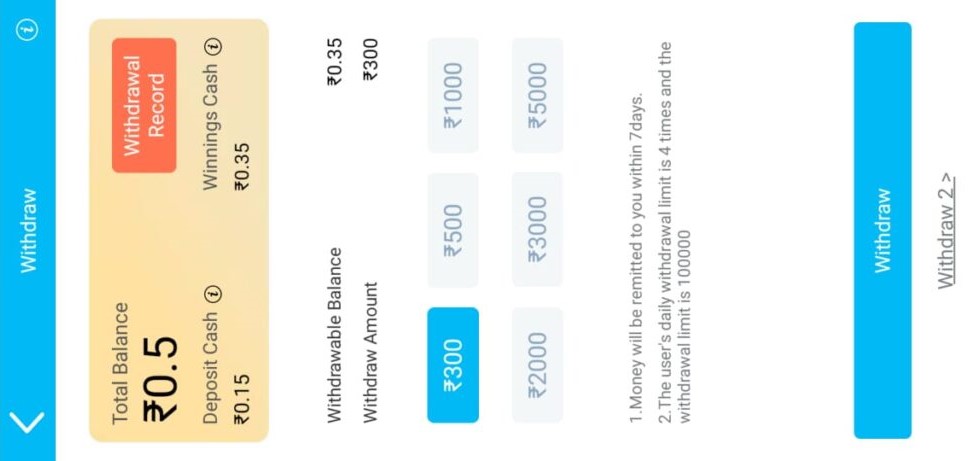 Withdraw
Total Balance
₹0.5
Withdrawal
Record
Deposit Cash
₹0.15
Winnings Cash
₹0.35
Withdrawable Balance ₹0.35
Withdraw Amount ₹300
₹300 ₹500 ₹1000
₹2000 ₹3000 ₹5000
1.Money will be remitted to you within 7days.
2.The user's daily withdrawal limit is 4 times and the
withdrawal limit is 100000
Withdraw
Withdraw 2 >